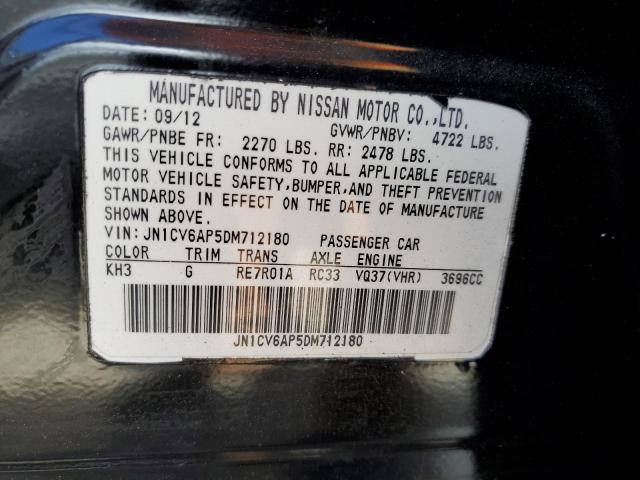 MANUFACTURED BY NISSAN MOTOR CO.,LTD.
DATE: 09/12 GVWR/PNBV: 4722 LBS.
GAWR/PNBE FR: 2270 LBS. RR: 2478 LBS.
THIS VEHICLE CONFORMS TO ALL APPLICABLE FEDERAL
MOTOR VEHICLE SAFETY,BUMPER,AND THEFT PREVENTION
STANDARDS IN EFFECT ON THE DATE OF MANUFACTURE
SHOWN ABOVE.
VIN:JN1CV6AP5DM712180 PASSENGER CAR
COLOR TRIM TRANS AXLE ENGINE
KH3 G RE7R01A RC33 VQ37(VHR) 3696CC
JN1CV6AP5DM712180